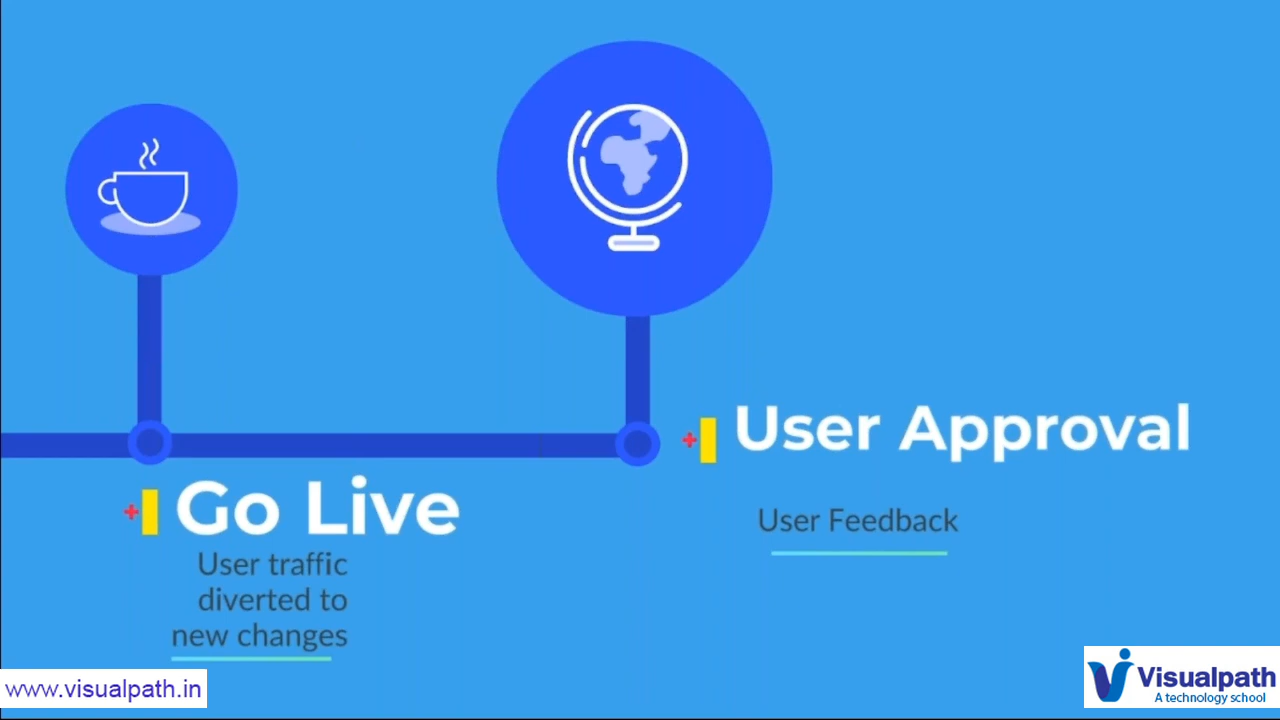 User Approval
User Feedback
Go Live
User traffic
diverted to
new changes
www.visualpath.in
Visualpath
A technology school